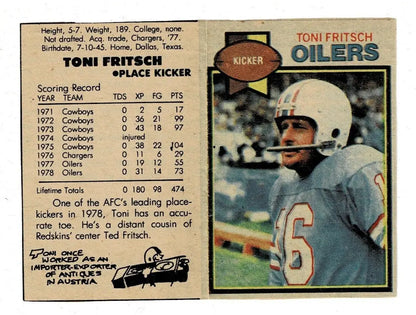 Height, 5-7. Weight, 189. College, none.
Not drafted. Acq. trade, Chargers, '77.
Birthdate, 7-10-45. Home, Dallas, Texas.
TONI FRITSCH
•PLACE KICKER
Scoring Record
YEAR TEAM TDS XP FG PTS
1971 Cowboys 0 2 5 17
1972 Cowboys 0 36 21 99
1973 Cowboys 0 43 18 97
1974 Cowboys injured
1975 Cowboys 0 38 22 104
1976 Chargers 0 11 6 29
1977 Oilers 0 19 12 55
1978 Oilers 0 31 14 73
Lifetime Totals 0 180 98 474
One of the AFC's leading place-
kickers in 1978, Toni has an accu-
rate toe. He's a distant cousin of
Redskins' center Ted Fritsch.
TONI ONCE
WORKED AS AN
IMPORTER-EXPORTER
OF ANTIQUES
IN AUSTRIA
TONI FRITSCH
OILERS
KICKER
16